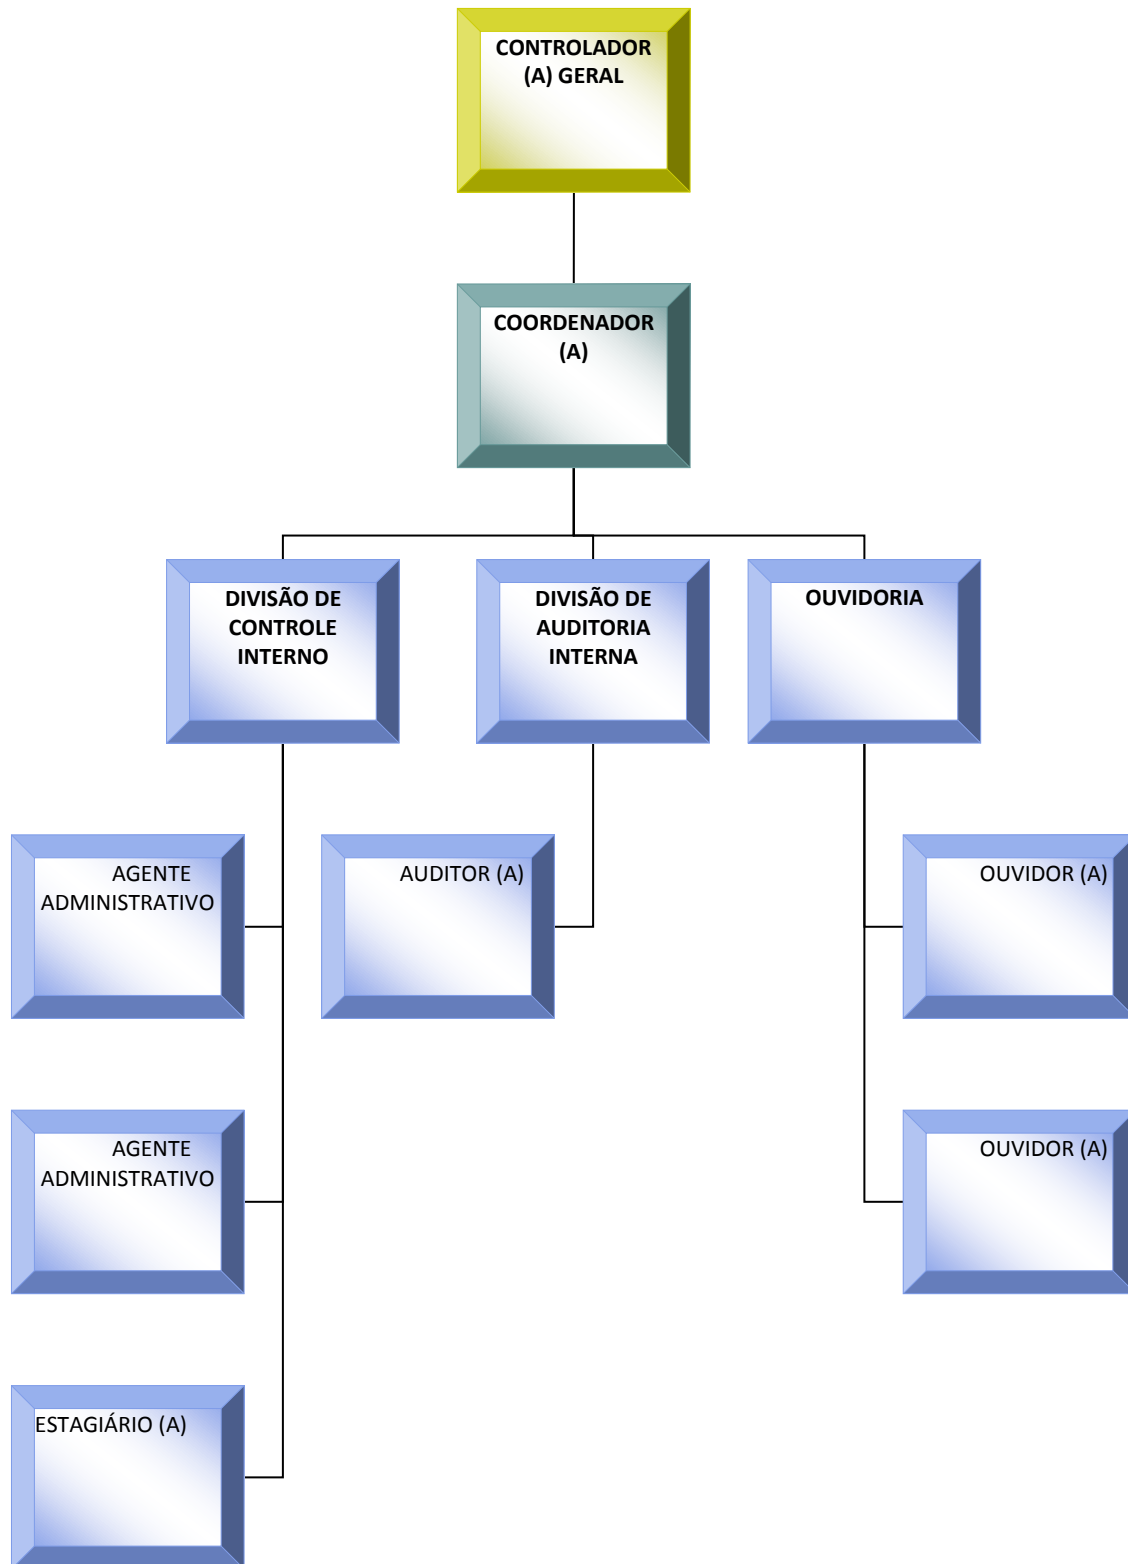 CONTROLADOR
(A) GERAL
COORDENADOR
(A)
DIVISÃO DE
CONTROLE
INTERNO
DIVISÃO DE
AUDITORIA
INTERNA
OUVIDORIA
AGENTE
ADMINISTRATIVO
AUDITOR (A)
OUVIDOR (A)
AGENTE
ADMINISTRATIVO
OUVIDOR (A)
ESTAGIÁRIO (A)